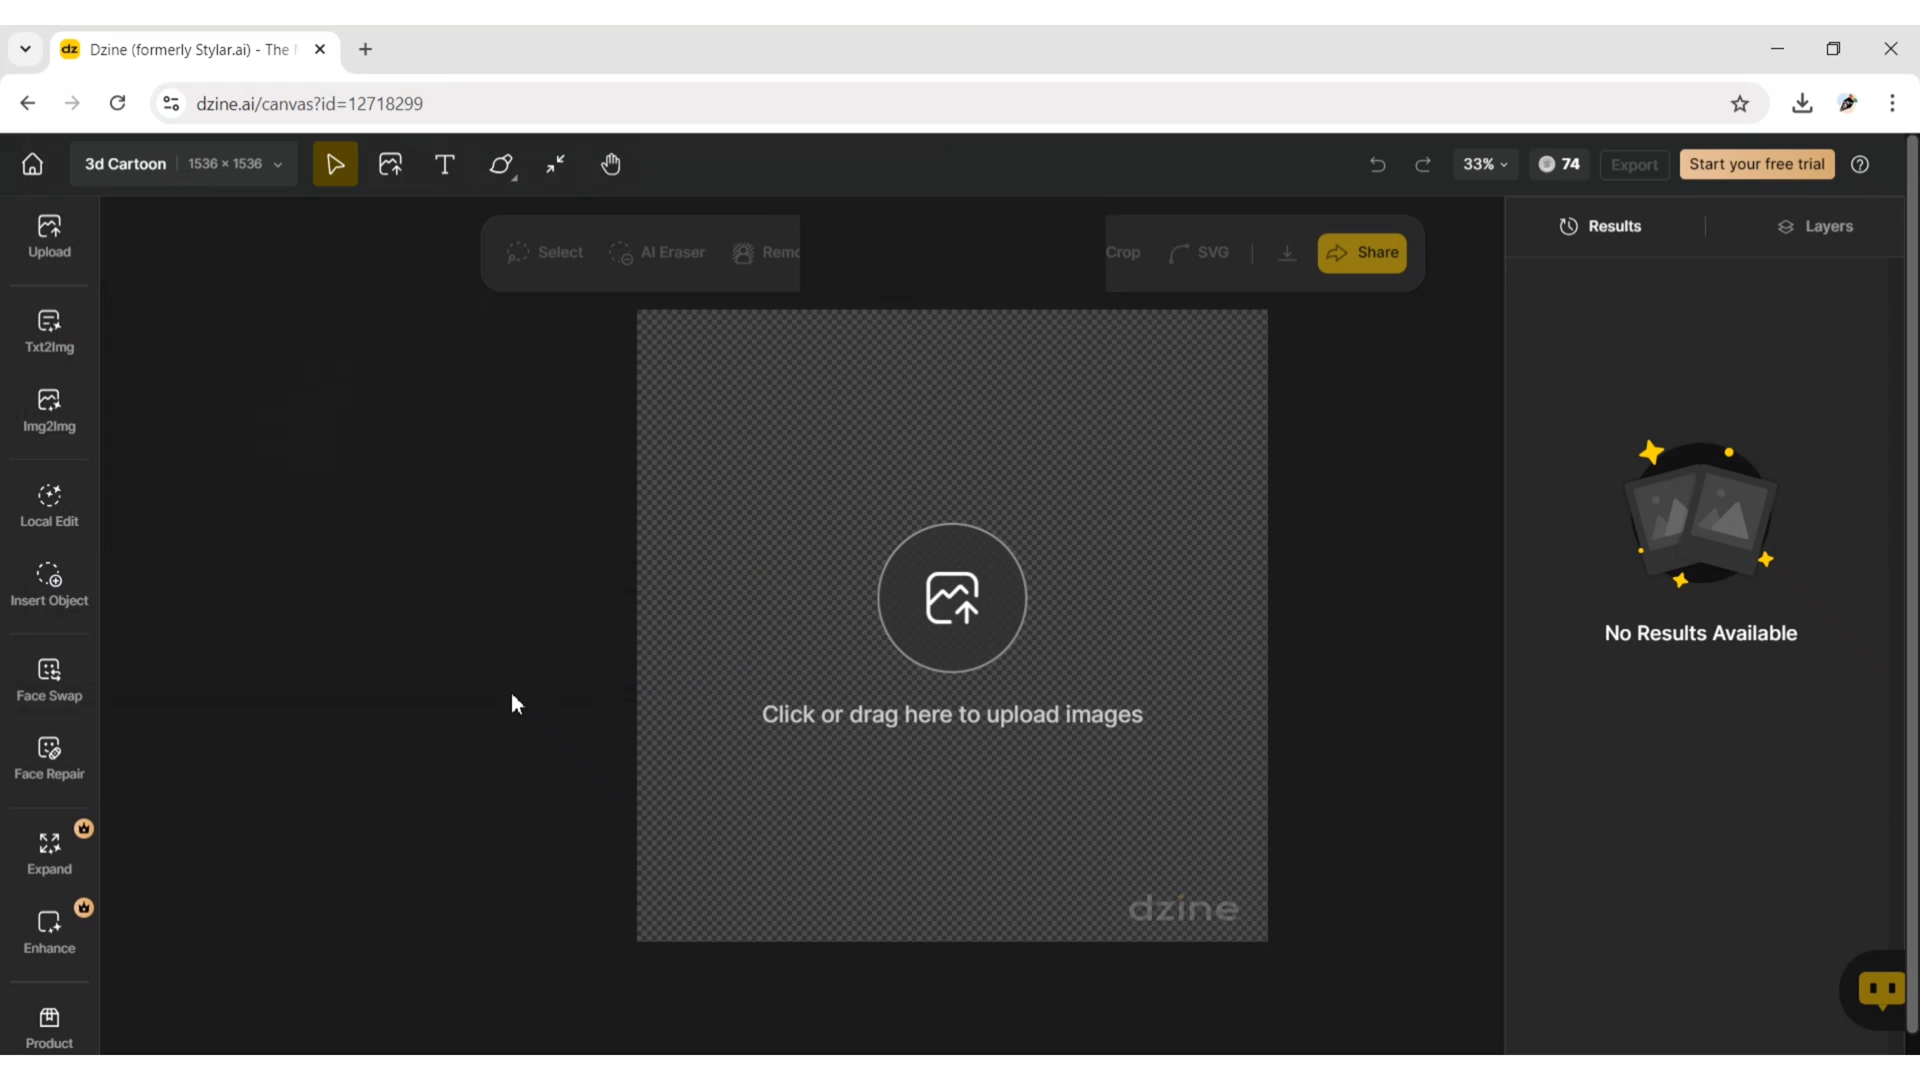 dz Dzine (formerly Stylar.ai) - The
dzine.ai/canvas?id=12718299
3d Cartoon 1536 × 1536
T
33% 74 Export Start your free trial
Upload
Txt2Img
Img2Img
Local Edit
Insert Object
Face Swap
Face Repair
Expand
Enhance
Product
Select AI Eraser Remo
Crop SVG Share
Click or drag here to upload images
dzine
Results Layers
No Results Available